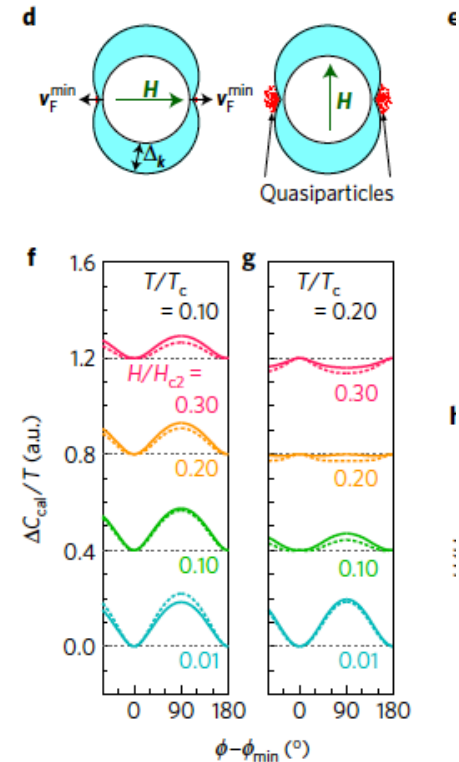 d
e
v_F^min
H
v_F^min
H
Δ_k
Quasiparticles
f
g
1.6
T/T_c
= 0.10
T/T_c
= 0.20
1.2
H/H_c2 =
0.30
0.30
0.8
0.20
0.20
ΔC_cal/T (a.u.)
0.4
0.10
0.10
0.0
0.01
0.01
0 90 180
0 90 180
ϕ–ϕ_min (°)